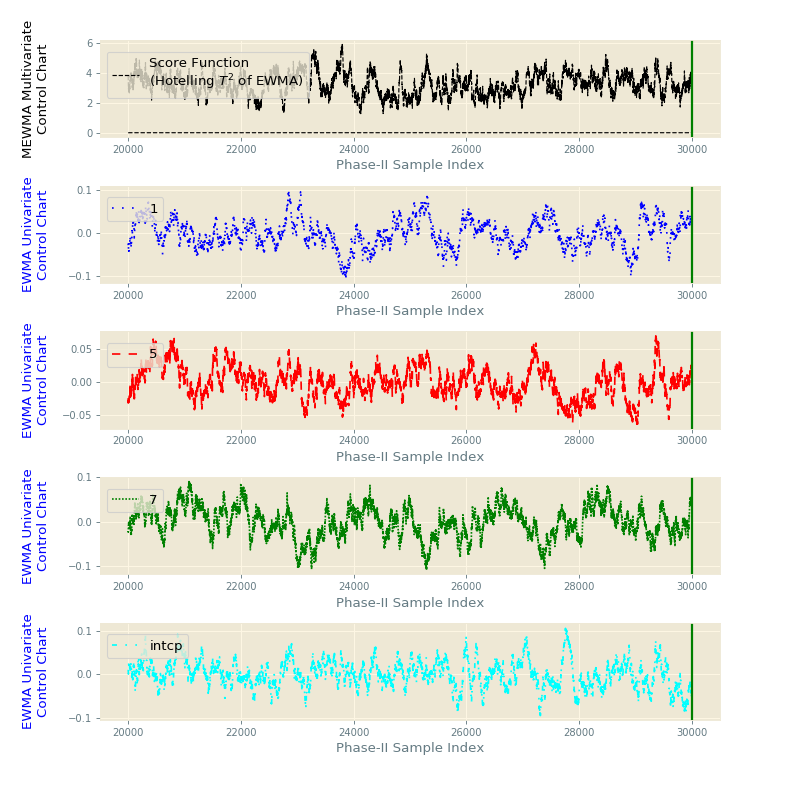 MEWMA Multivariate
Control Chart
6
4
2
0
Score Function
(Hotelling T² of EWMA)
20000 22000 24000 26000 28000 30000
Phase-II Sample Index
EWMA Univariate
Control Chart
0.1
0.0
−0.1
1
20000 22000 24000 26000 28000 30000
Phase-II Sample Index
EWMA Univariate
Control Chart
0.05
0.00
−0.05
5
20000 22000 24000 26000 28000 30000
Phase-II Sample Index
EWMA Univariate
Control Chart
0.1
0.0
−0.1
7
20000 22000 24000 26000 28000 30000
Phase-II Sample Index
EWMA Univariate
Control Chart
0.1
0.0
−0.1
intcp
20000 22000 24000 26000 28000 30000
Phase-II Sample Index